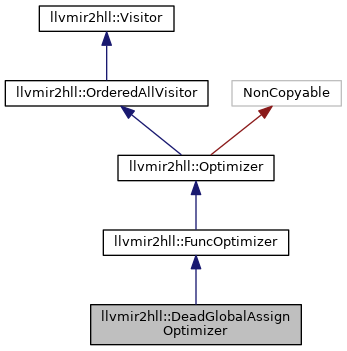 llvmir2hll::Visitor
llvmir2hll::OrderedAllVisitor
NonCopyable
llvmir2hll::Optimizer
llvmir2hll::FuncOptimizer
llvmir2hll::DeadGlobalAssign
Optimizer